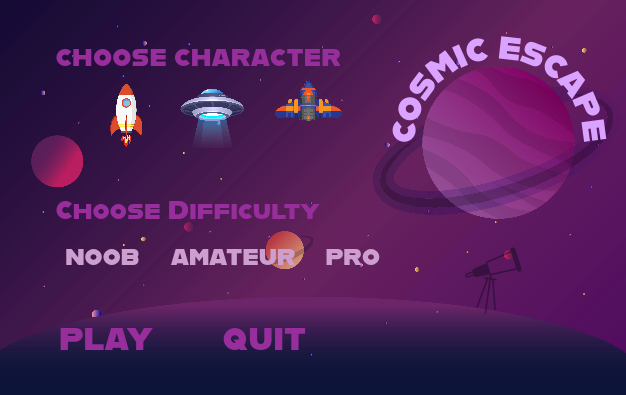 CHOOSE CHARACTER
COSMIC ESCAPE
CHOOSE DIFFICULTY
NOOB AMATEUR PRO
PLAY QUIT